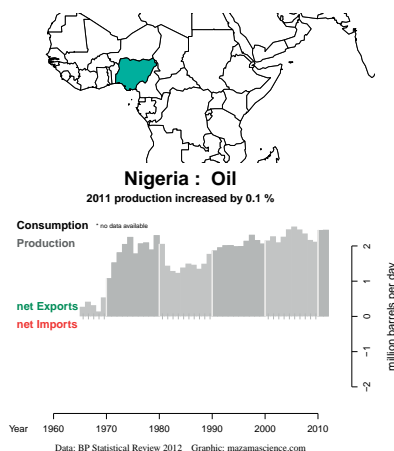 Nigeria : Oil
2011 production increased by 0.1 %
Consumption * no data available
Production
net Exports
net Imports
2
1
0
−1
−2
million barrels per day
Year 1960 1970 1980 1990 2000 2010
Data: BP Statistical Review 2012 Graphic: mazamascience.com